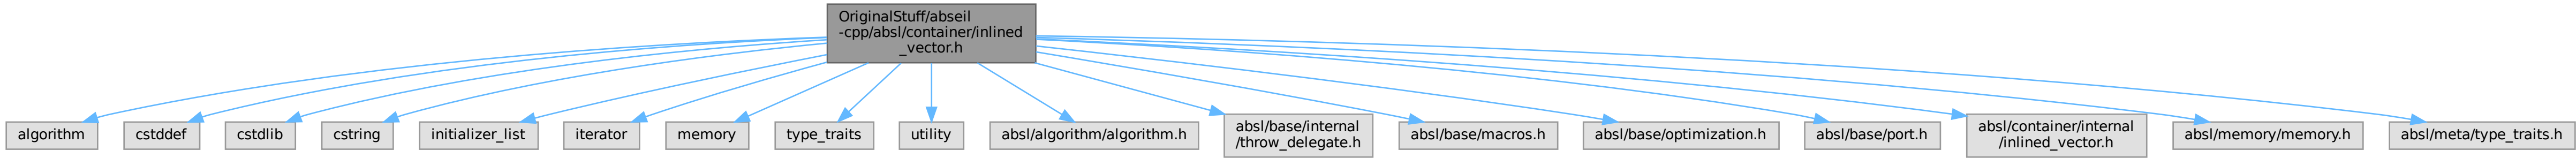 OriginalStuff/abseil
-cpp/absl/container/inlined
_vector.h
algorithm
cstddef
cstdlib
cstring
initializer_list
iterator
memory
type_traits
utility
absl/algorithm/algorithm.h
absl/base/internal
/throw_delegate.h
absl/base/macros.h
absl/base/optimization.h
absl/base/port.h
absl/container/internal
/inlined_vector.h
absl/memory/memory.h
absl/meta/type_traits.h